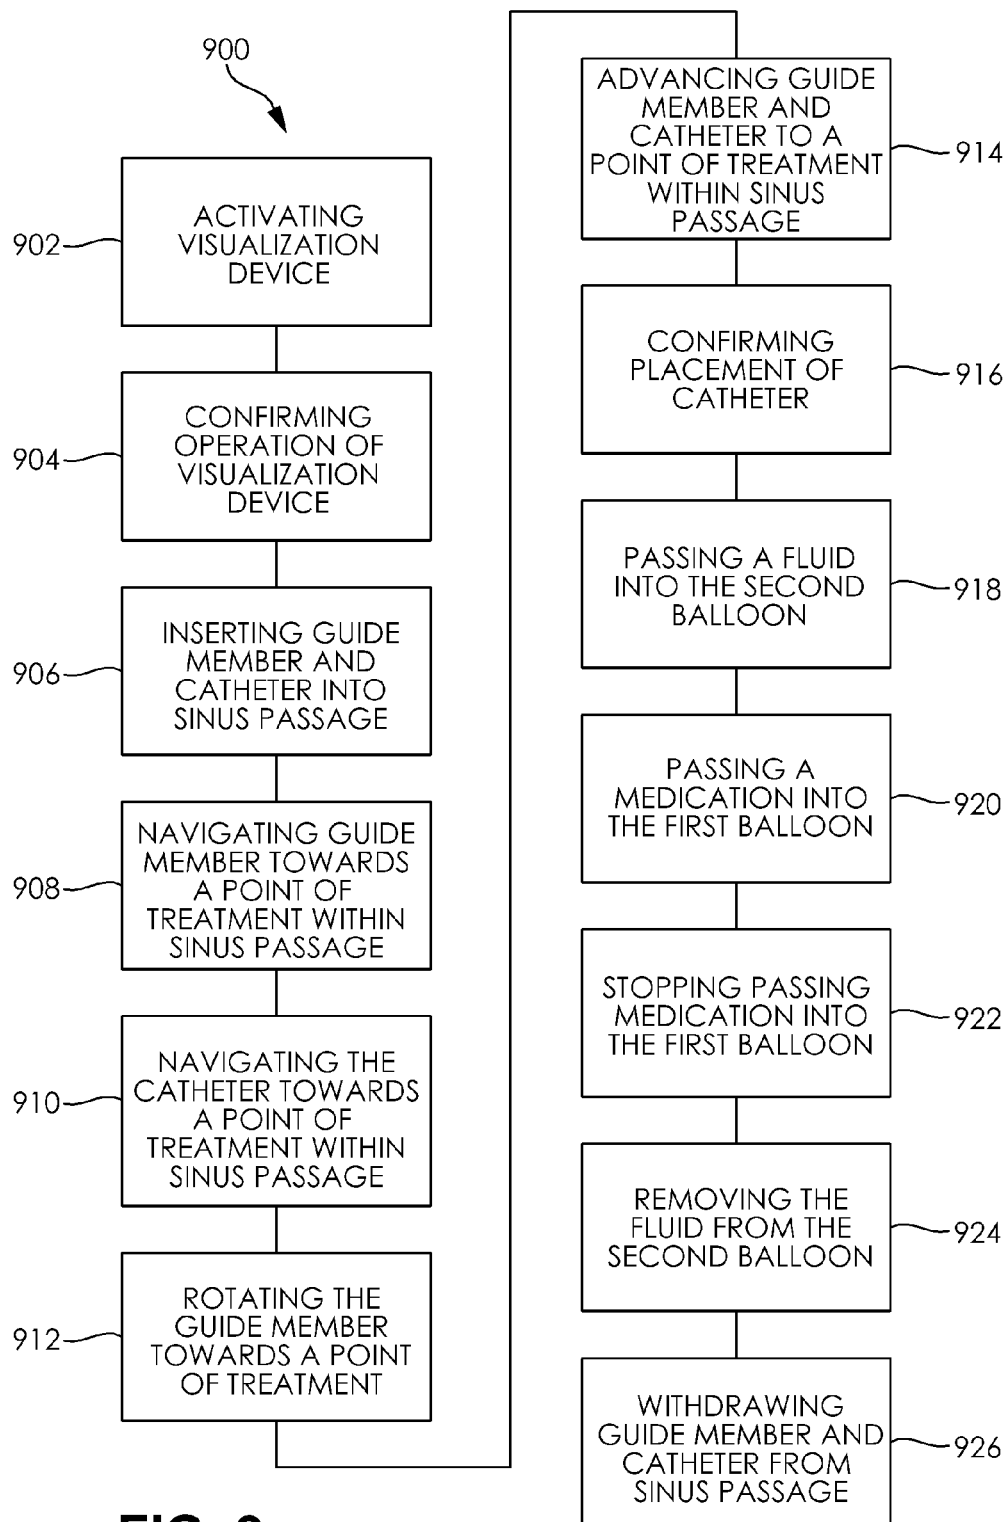 900
902
ACTIVATING
VISUALIZATION
DEVICE
904
CONFIRMING
OPERATION OF
VISUALIZATION
DEVICE
906
INSERTING GUIDE
MEMBER AND
CATHETER INTO
SINUS PASSAGE
908
NAVIGATING GUIDE
MEMBER TOWARDS
A POINT OF
TREATMENT WITHIN
SINUS PASSAGE
910
NAVIGATING THE
CATHETER TOWARDS
A POINT OF
TREATMENT WITHIN
SINUS PASSAGE
912
ROTATING THE
GUIDE MEMBER
TOWARDS A POINT
OF TREATMENT
ADVANCING GUIDE
MEMBER AND
CATHETER TO A
POINT OF TREATMENT
WITHIN SINUS
PASSAGE
914
CONFIRMING
PLACEMENT OF
CATHETER
916
PASSING A FLUID
INTO THE SECOND
BALLOON
918
PASSING A
MEDICATION INTO
THE FIRST BALLOON
920
STOPPING PASSING
MEDICATION INTO
THE FIRST BALLOON
922
REMOVING THE
FLUID FROM THE
SECOND BALLOON
924
WITHDRAWING
GUIDE MEMBER AND
CATHETER FROM
SINUS PASSAGE
926
FIG.